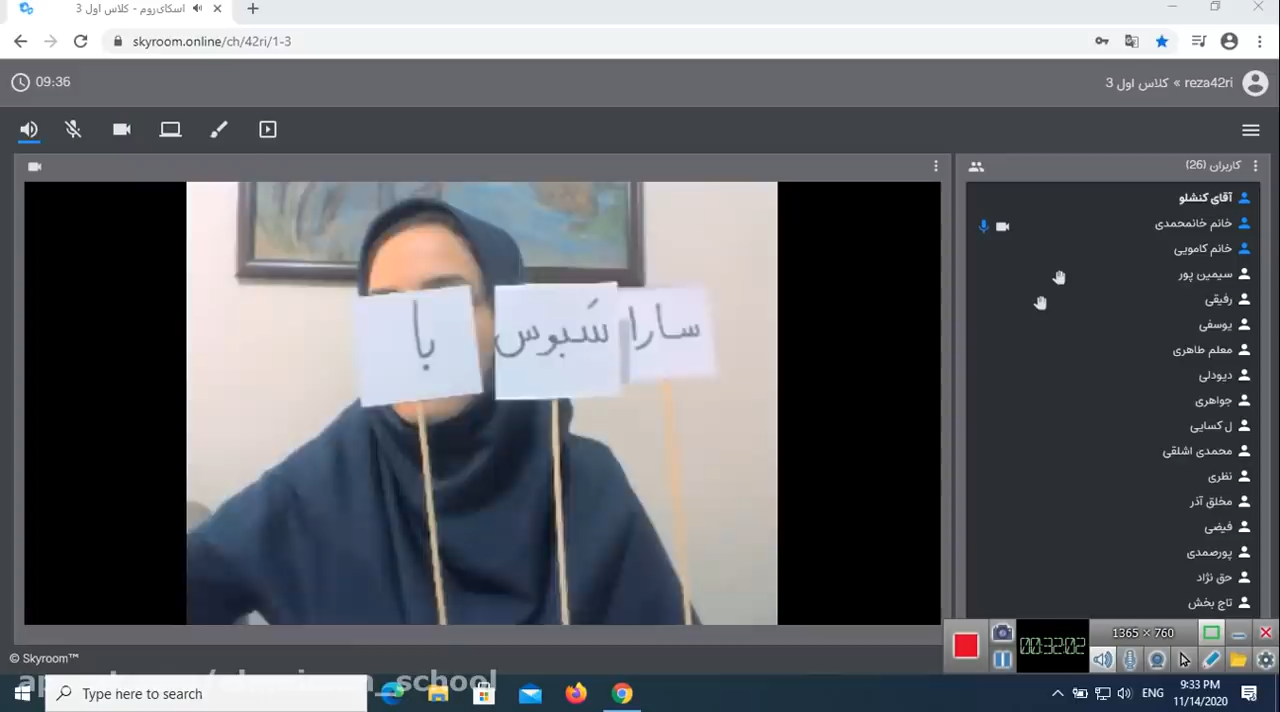 اسکای‌روم - کلاس اول 3
skyroom.online/ch/42ri/1-3
09:36
reza42ri » کلاس اول 3
کاربران (26)
سارا سَبوس با
آقای کنشلو
خانم خانمحمدی
خانم کامویی
سیمین پور
رفیقی
یوسفی
معلم طاهری
دیودلی
جواهری
ل کسایی
محمدی اشلقی
نظری
مخلق آذر
فیضی
پورصمدی
حق نژاد
تاج بخش
1365 × 760
00:32:02
© Skyroom™
_school
Type here to search
ENG
9:33 PM
11/14/2020